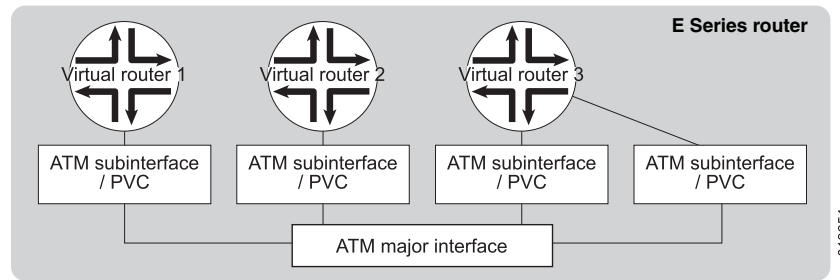 E Series router
Virtual router 1
Virtual router 2
Virtual router 3
ATM subinterface
/ PVC
ATM subinterface
/ PVC
ATM subinterface
/ PVC
ATM subinterface
/ PVC
ATM major interface